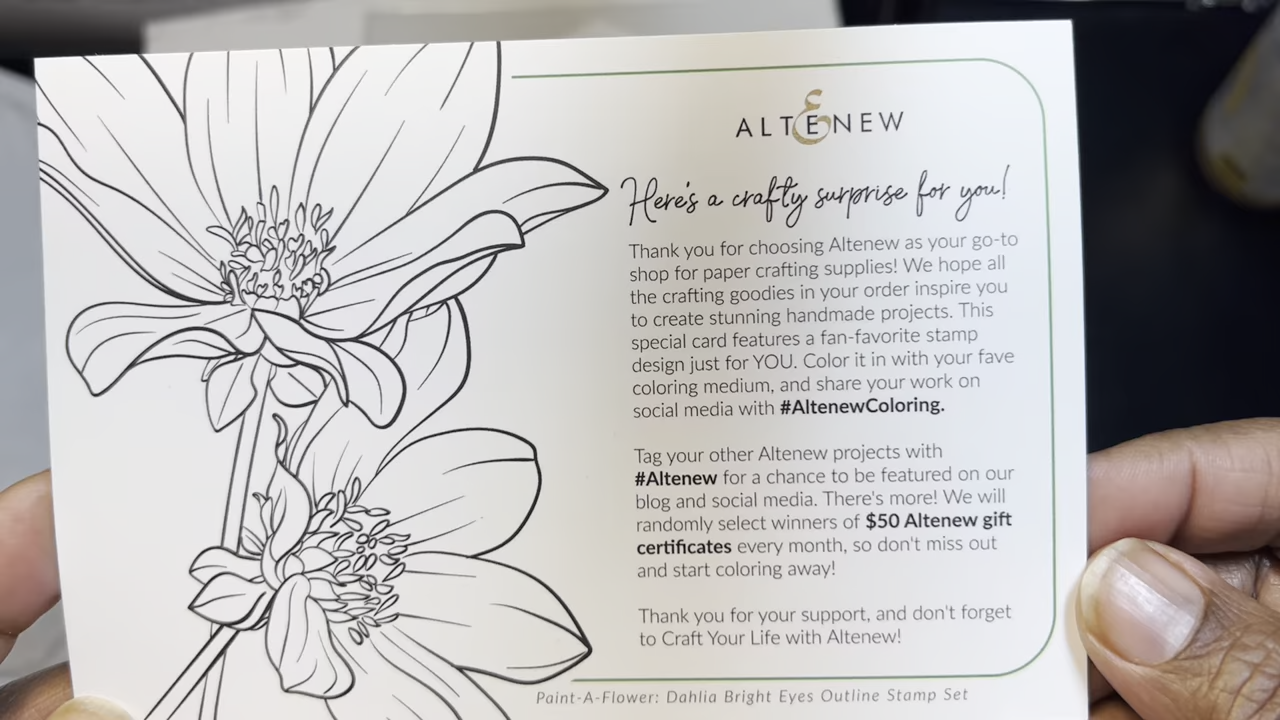 ALTENEW
Here's a crafty surprise for you!
Thank you for choosing Altenew as your go-to
shop for paper crafting supplies! We hope all
the crafting goodies in your order inspire you
to create stunning handmade projects. This
special card features a fan-favorite stamp
design just for YOU. Color it in with your fave
coloring medium, and share your work on
social media with #AltenewColoring.
Tag your other Altenew projects with
#Altenew for a chance to be featured on our
blog and social media. There's more! We will
randomly select winners of $50 Altenew gift
certificates every month, so don't miss out
and start coloring away!
Thank you for your support, and don't forget
to Craft Your Life with Altenew!
Paint-A-Flower: Dahlia Bright Eyes Outline Stamp Set